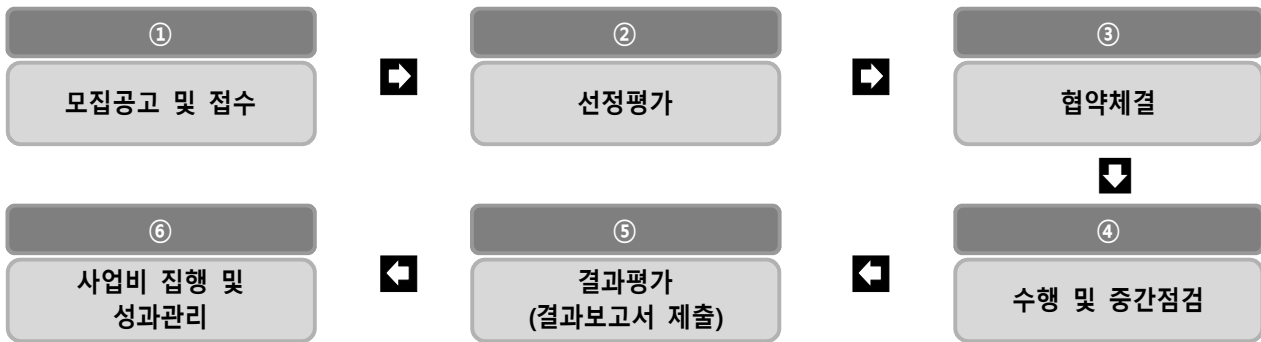 ①
모집공고 및 접수
②
선정평가
③
협약체결
④
수행 및 중간점검
⑤
결과평가
(결과보고서 제출)
⑥
사업비 집행 및
성과관리